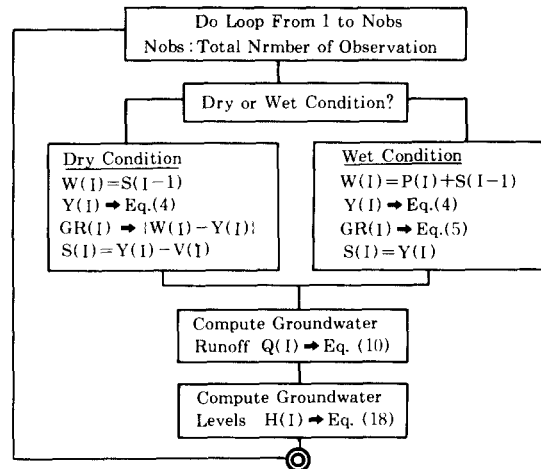 Do Loop From 1 to Nobs
Nobs : Total Nrmber of Observation
Dry or Wet Condition?
Dry Condition
W(I)=S(I−1)
Y(I) ➡ Eq.(4)
GR(I) ➡ {W(I)−Y(I)}
S(I)=Y(I)−V(I)
Wet Condition
W(I)=P(I)+S(I−1)
Y(I) ➡ Eq.(4)
GR(I) ➡ Eq.(5)
S(I)=Y(I)
Compute Groundwater
Runoff Q(I) ➡ Eq. (10)
Compute Groundwater
Levels H(I) ➡ Eq. (18)